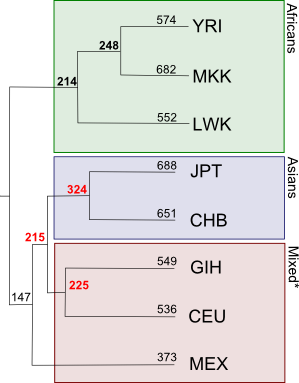 Africans
574
YRI
248
682
MKK
214
552
LWK
Asians
688
JPT
324
651
CHB
215
Mixed*
549
GIH
225
536
CEU
147
373
MEX